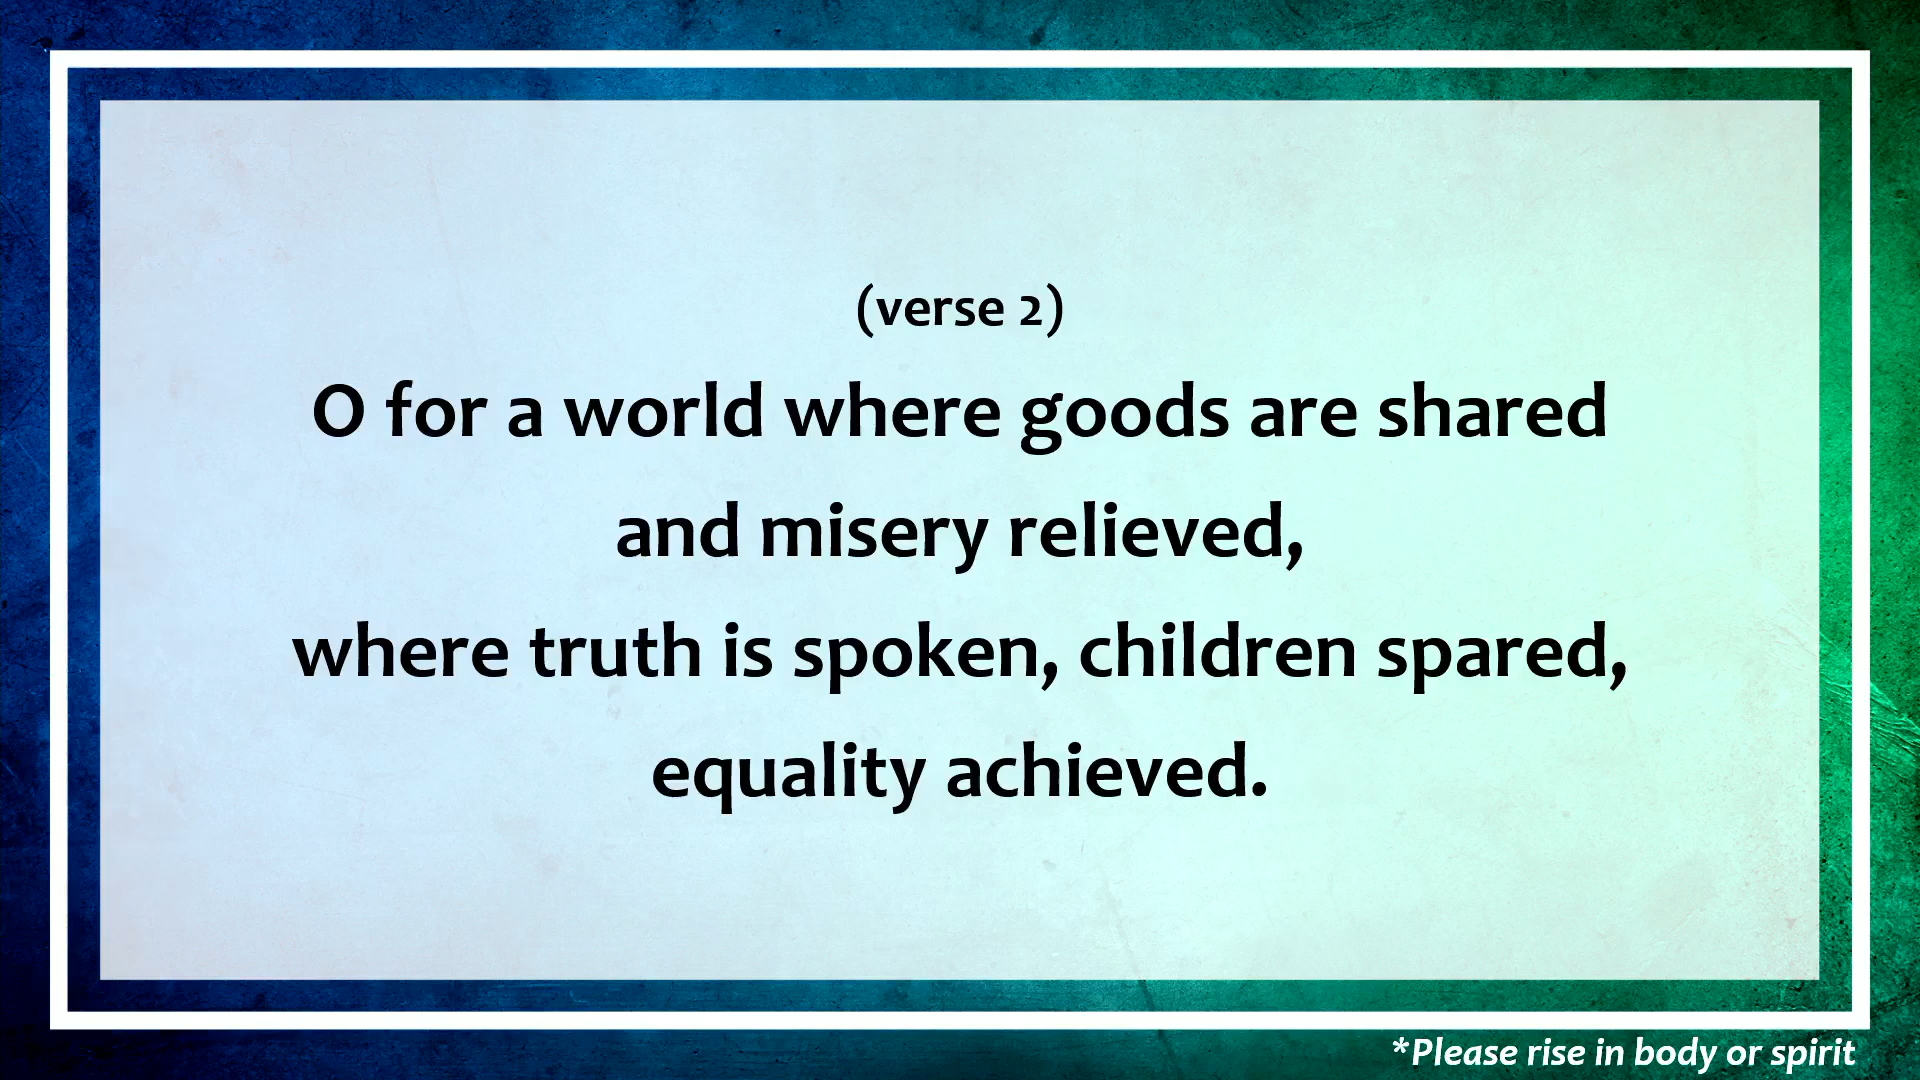 (verse 2)
O for a world where goods are shared
and misery relieved,
where truth is spoken, children spared,
equality achieved.
*Please rise in body or spirit